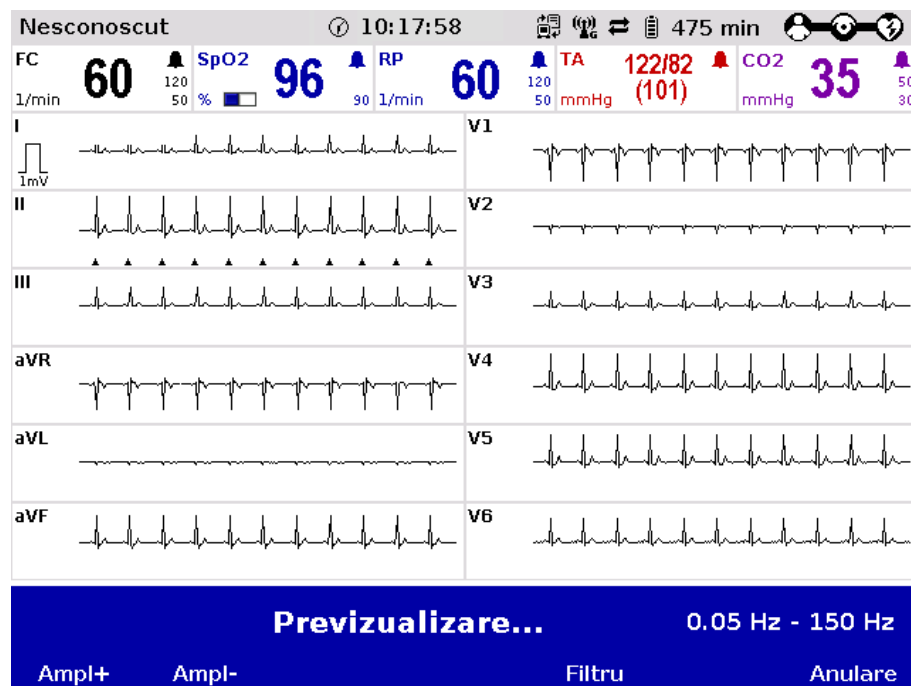 Nesconoscut 10:17:58 475 min
FC 60 120 50 l/min
SpO2 96 90 %
RP 60 120 50 l/min
TA 122/82 (101) mmHg
CO2 35 mmHg
I V1
1mV
II V2
III V3
aVR V4
aVL V5
aVF V6
Previzualizare... 0.05 Hz - 150 Hz
Ampl+ Ampl- Filtru Anulare